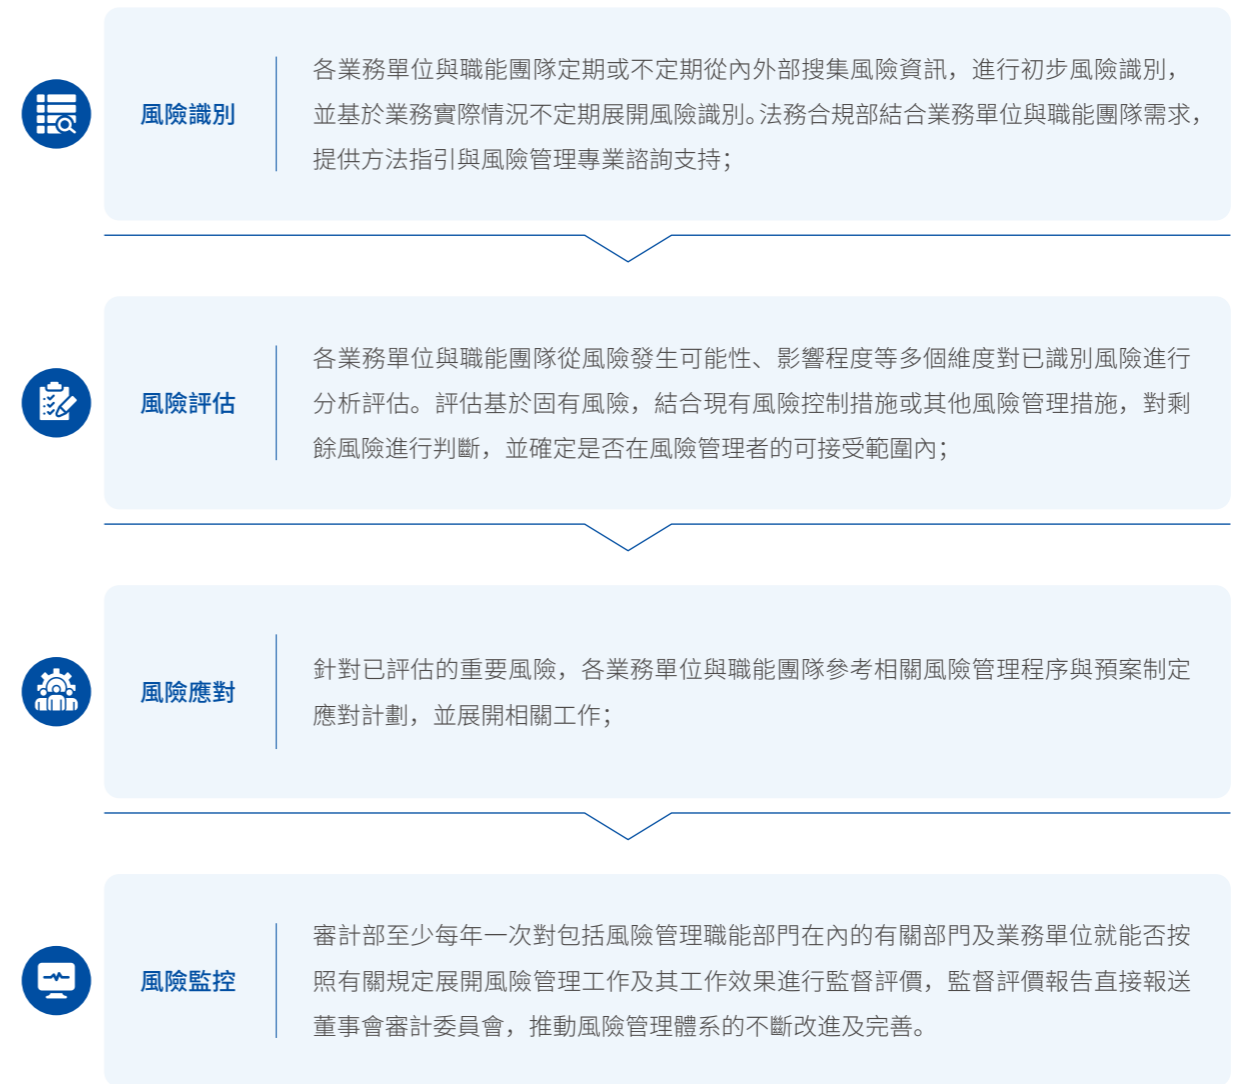 風險識別
各業務單位與職能團隊定期或不定期從內外部搜集風險資訊，進行初步風險識別，
並基於業務實際情況不定期展開風險識別。法務合規部結合業務單位與職能團隊需求，
提供方法指引與風險管理專業諮詢支持；
風險評估
各業務單位與職能團隊從風險發生可能性、影響程度等多個維度對已識別風險進行
分析評估。評估基於固有風險，結合現有風險控制措施或其他風險管理措施，對剩
餘風險進行判斷，並確定是否在風險管理者的可接受範圍內；
風險應對
針對已評估的重要風險，各業務單位與職能團隊參考相關風險管理程序與預案制定
應對計劃，並展開相關工作；
風險監控
審計部至少每年一次對包括風險管理職能部門在內的有關部門及業務單位就能否按
照有關規定展開風險管理工作及其工作效果進行監督評價，監督評價報告直接報送
董事會審計委員會，推動風險管理體系的不斷改進及完善。